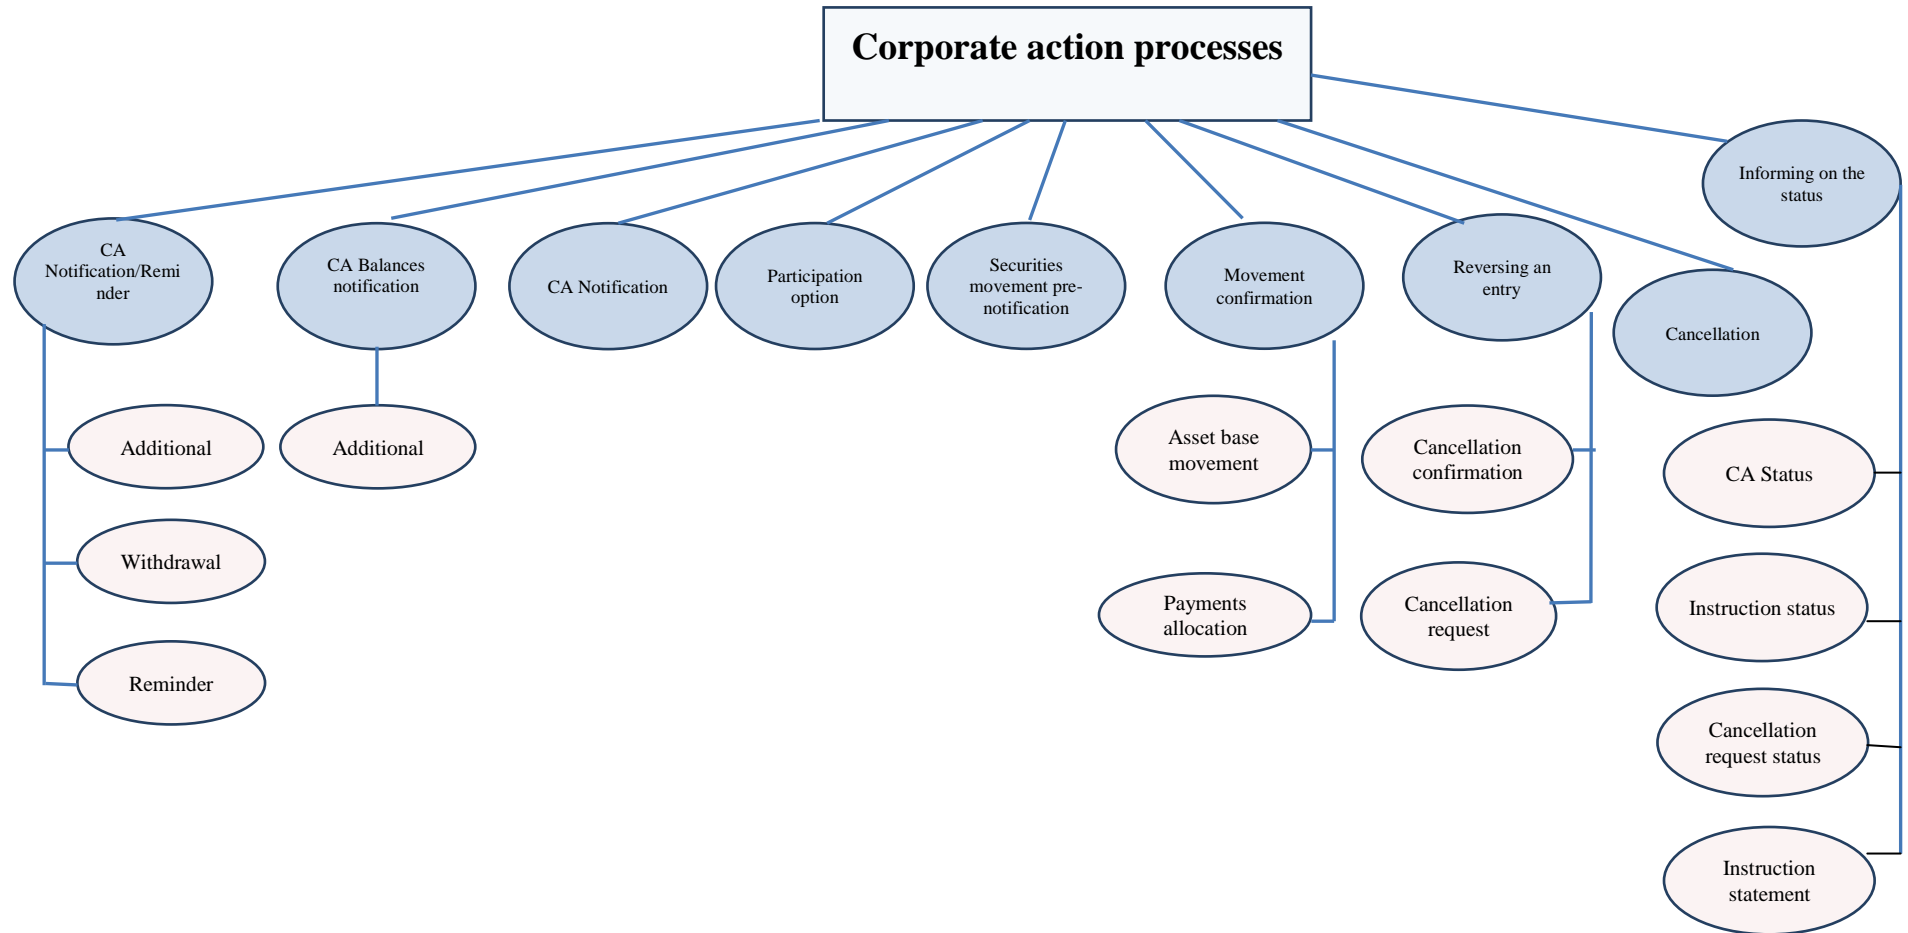 Corporate action processes
Informing on the
status
CA
Notification/Remi
nder
CA Balances
notification
CA Notification
Participation
option
Securities
movement pre-
notification
Movement
confirmation
Reversing an
entry
Cancellation
Additional
Additional
Asset base
movement
Cancellation
confirmation
CA Status
Withdrawal
Payments
allocation
Cancellation
request
Instruction status
Reminder
Cancellation
request status
Instruction
statement